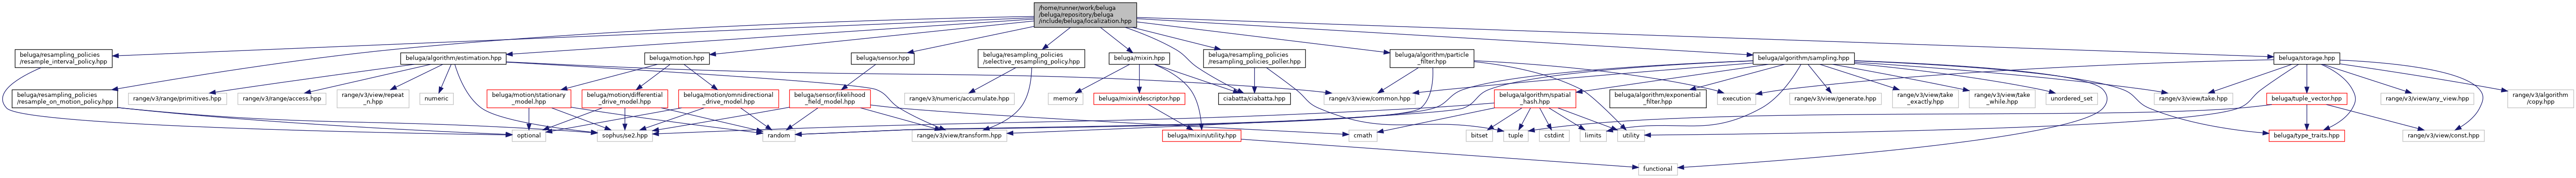 /home/runner/work/beluga
/beluga/repository/beluga
/include/beluga/localization.hpp
beluga/resampling_policies
/resample_interval_policy.hpp
beluga/algorithm/estimation.hpp
beluga/motion.hpp
beluga/sensor.hpp
beluga/resampling_policies
/selective_resampling_policy.hpp
beluga/mixin.hpp
beluga/resampling_policies
/resampling_policies_poller.hpp
beluga/algorithm/particle
_filter.hpp
beluga/algorithm/sampling.hpp
beluga/storage.hpp
beluga/resampling_policies
/resample_on_motion_policy.hpp
range/v3/range/primitives.hpp
range/v3/range/access.hpp
range/v3/view/repeat
_n.hpp
numeric
beluga/motion/stationary
_model.hpp
beluga/motion/differential
_drive_model.hpp
beluga/motion/omnidirectional
_drive_model.hpp
beluga/sensor/likelihood
_field_model.hpp
range/v3/numeric/accumulate.hpp
memory
beluga/mixin/descriptor.hpp
ciabatta/ciabatta.hpp
range/v3/view/common.hpp
beluga/algorithm/spatial
_hash.hpp
beluga/algorithm/exponential
_filter.hpp
execution
range/v3/view/generate.hpp
range/v3/view/take
_exactly.hpp
range/v3/view/take
_while.hpp
unordered_set
range/v3/view/take.hpp
beluga/tuple_vector.hpp
range/v3/view/any_view.hpp
range/v3/algorithm
/copy.hpp
optional
sophus/se2.hpp
random
range/v3/view/transform.hpp
beluga/mixin/utility.hpp
cmath
bitset
tuple
cstdint
limits
utility
beluga/type_traits.hpp
range/v3/view/const.hpp
functional